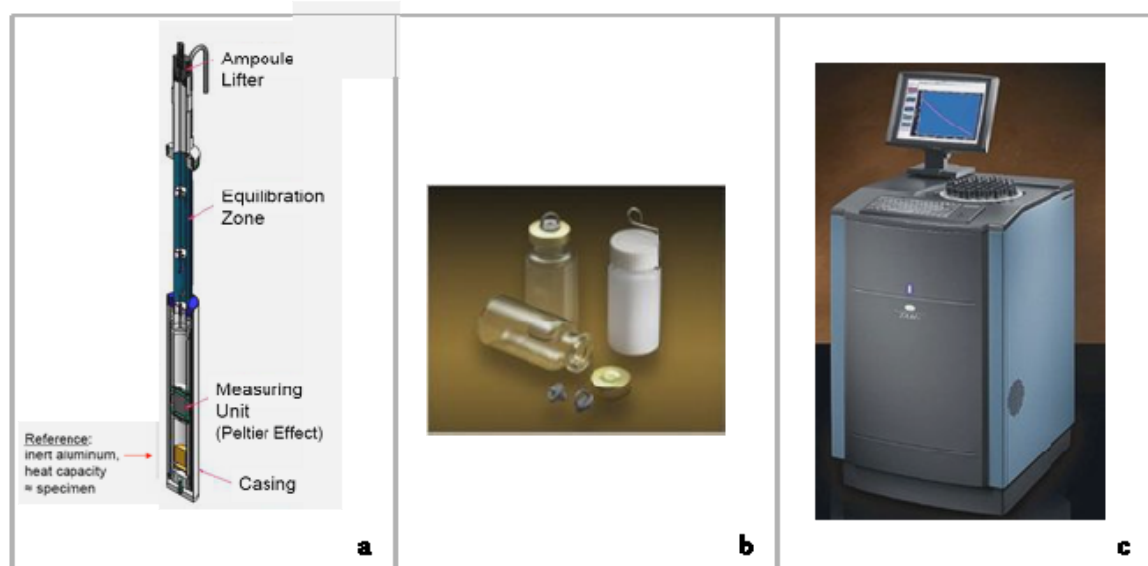 Ampoule
Lifter
Equilibration
Zone
Measuring
Unit
(Peltier Effect)
Reference:
inert aluminum,
heat capacity
≈ specimen
Casing
a
b
c